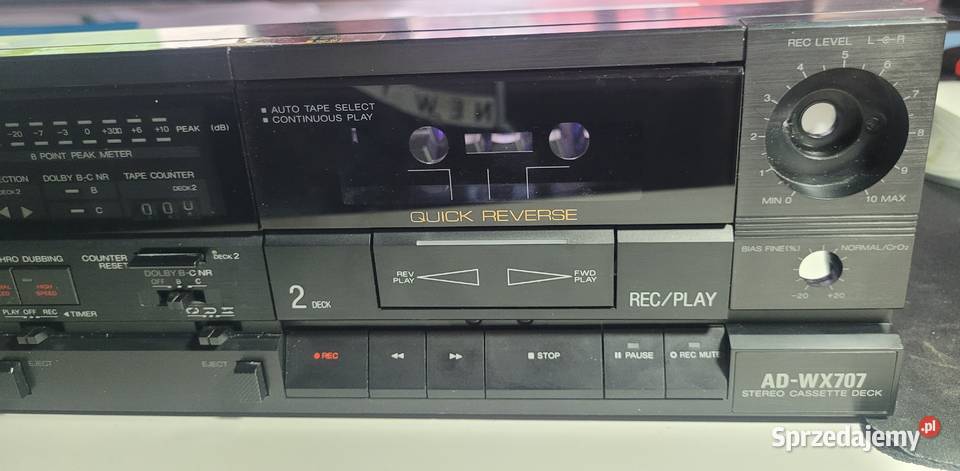 REC LEVEL L-C-R
4 5 6
3 7
2 8
1 9
MIN 0 10 MAX
AUTO TAPE SELECT
CONTINUOUS PLAY
-20 -7 -3 0 +3 +6 +10 PEAK (dB)
8 POINT PEAK METER
DECK 2 DOLBY B-C NR TAPE COUNTER
DECK 2
B
C
QUICK REVERSE
BIAS FINE(%) NORMAL/CrO2
-20 +20
DUBBING COUNTER RESET DECK 2
HIGH SPEED
DOLBY B-C NR
OFF B C
PLAY OFF REC ◀TIMER
2 DECK
REV PLAY
FWD PLAY
REC/PLAY
EJECT EJECT
● REC ◀◀ ▶▶ ■ STOP ❚❚ PAUSE O REC MUTE
AD-WX707
STEREO CASSETTE DECK
Sprzedajemy.pl